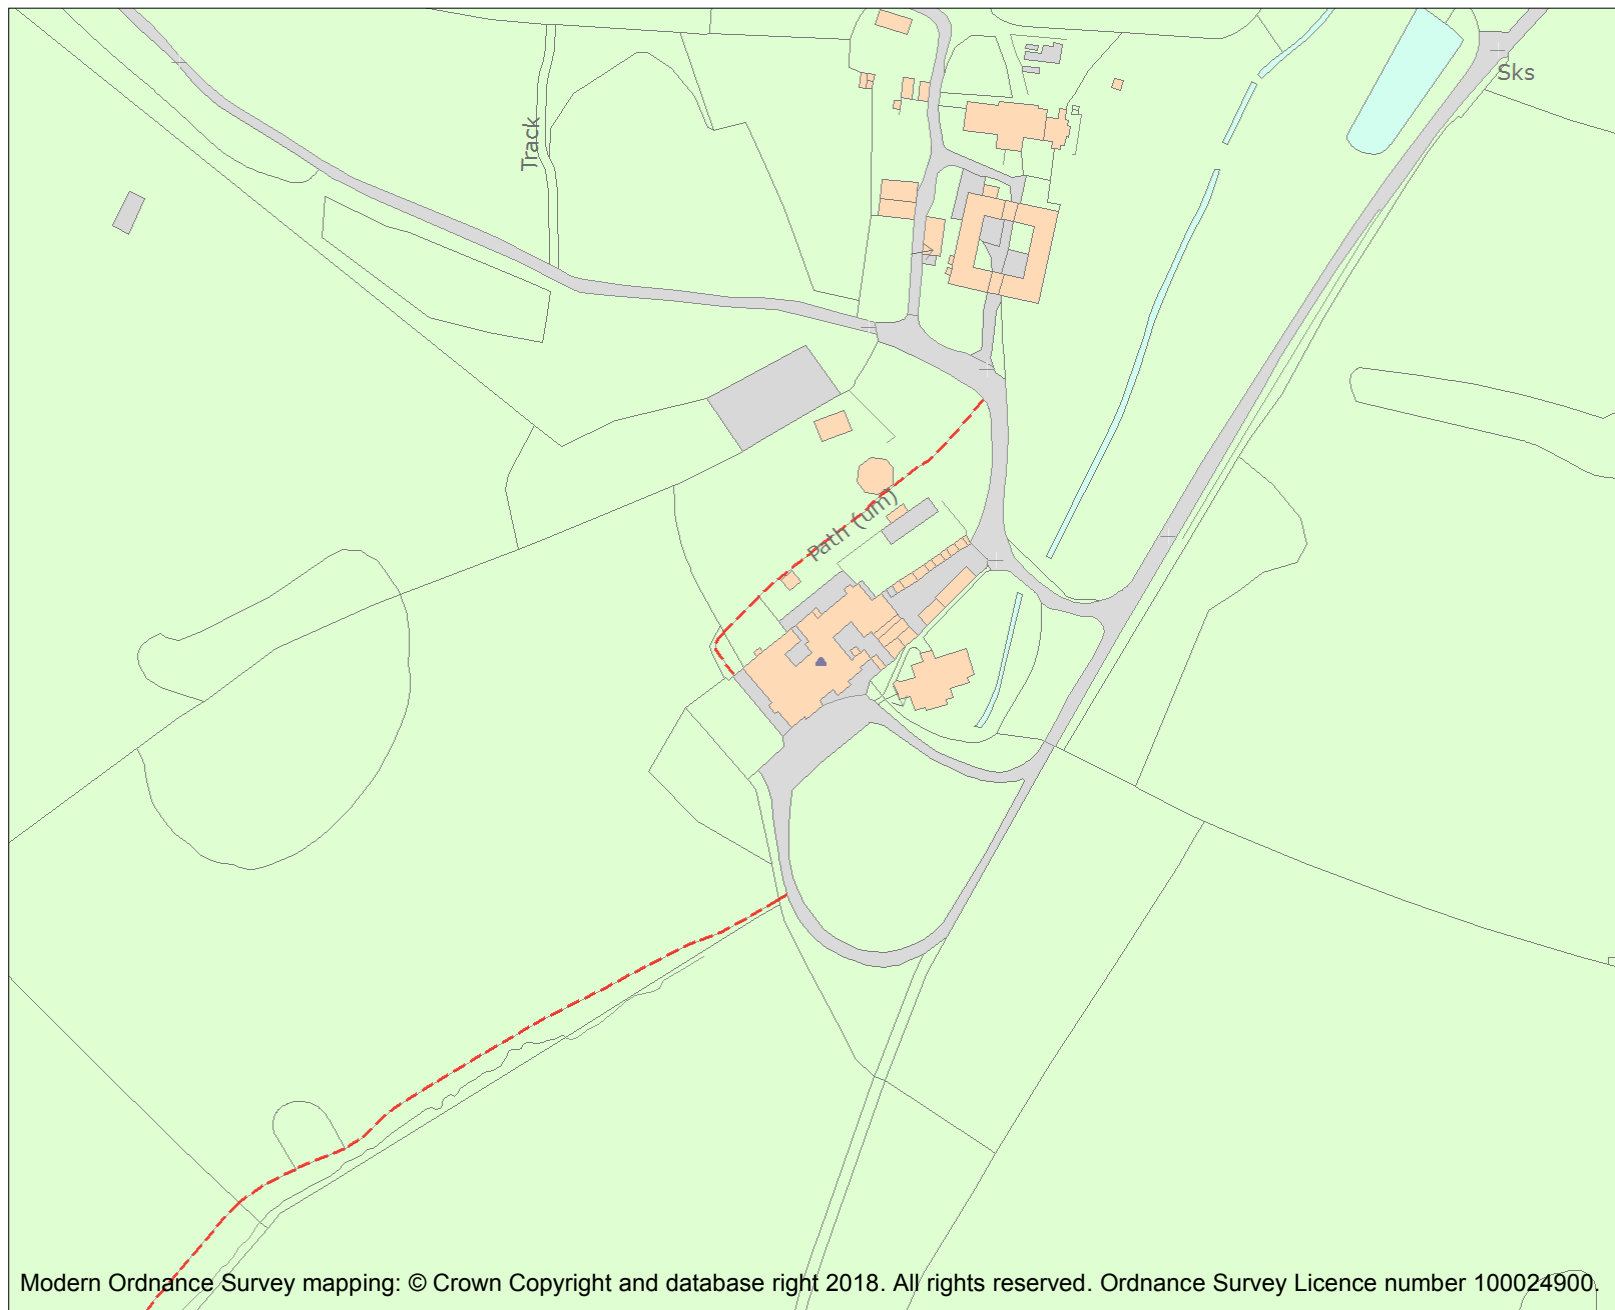 Sks
Track
Path (um)
Modern Ordnance Survey mapping: © Crown Copyright and database right 2018. All rights reserved. Ordnance Survey Licence number 100024900.